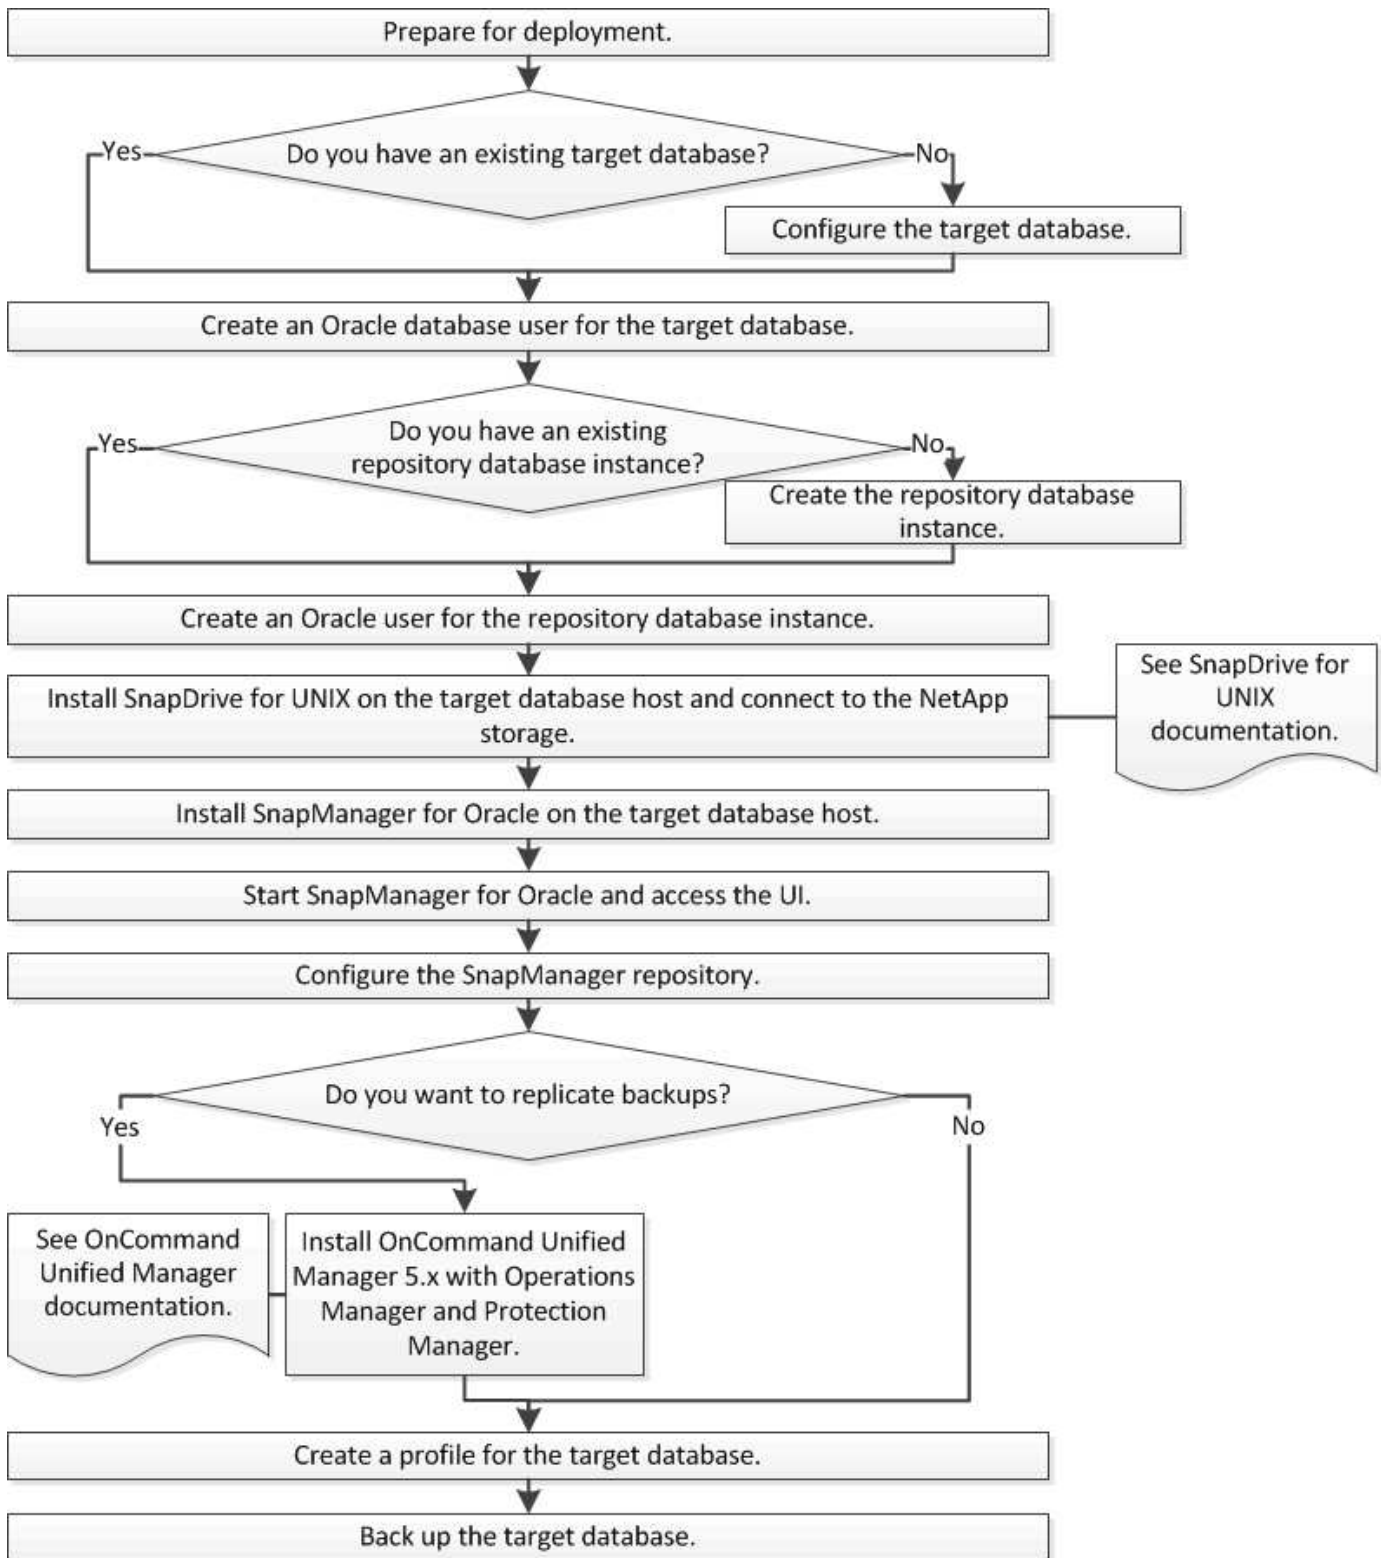 Prepare for deployment.
Yes
Do you have an existing target database?
No
Configure the target database.
Create an Oracle database user for the target database.
Yes
Do you have an existing
repository database instance?
No
Create the repository database
instance.
Create an Oracle user for the repository database instance.
Install SnapDrive for UNIX on the target database host and connect to the NetApp
storage.
See SnapDrive for
UNIX
documentation.
Install SnapManager for Oracle on the target database host.
Start SnapManager for Oracle and access the UI.
Configure the SnapManager repository.
Do you want to replicate backups?
Yes
No
See OnCommand
Unified Manager
documentation.
Install OnCommand Unified
Manager 5.x with Operations
Manager and Protection
Manager.
Create a profile for the target database.
Back up the target database.